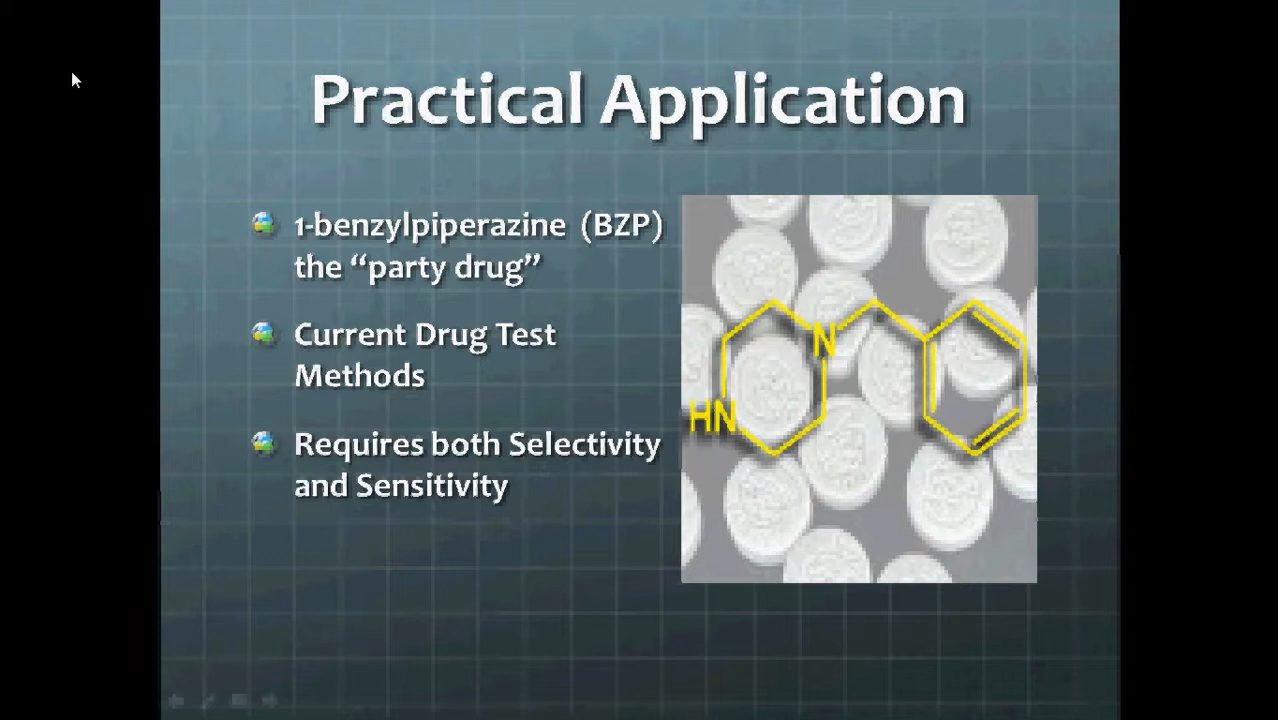 Practical Application
1-benzylpiperazine (BZP)
the “party drug”
Current Drug Test
Methods
Requires both Selectivity
and Sensitivity
N
HN